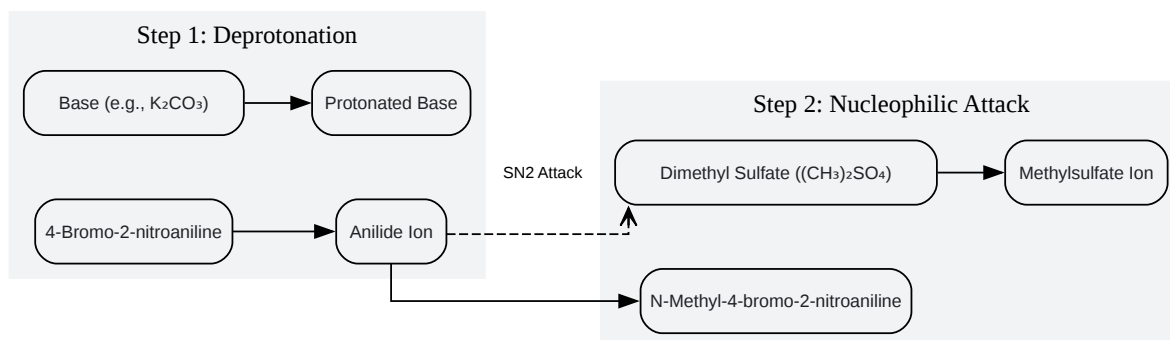 Step 1: Deprotonation
Base (e.g., K₂CO₃)
Protonated Base
4-Bromo-2-nitroaniline
Anilide Ion
SN2 Attack
Step 2: Nucleophilic Attack
Dimethyl Sulfate ((CH₃)₂SO₄)
Methylsulfate Ion
N-Methyl-4-bromo-2-nitroaniline